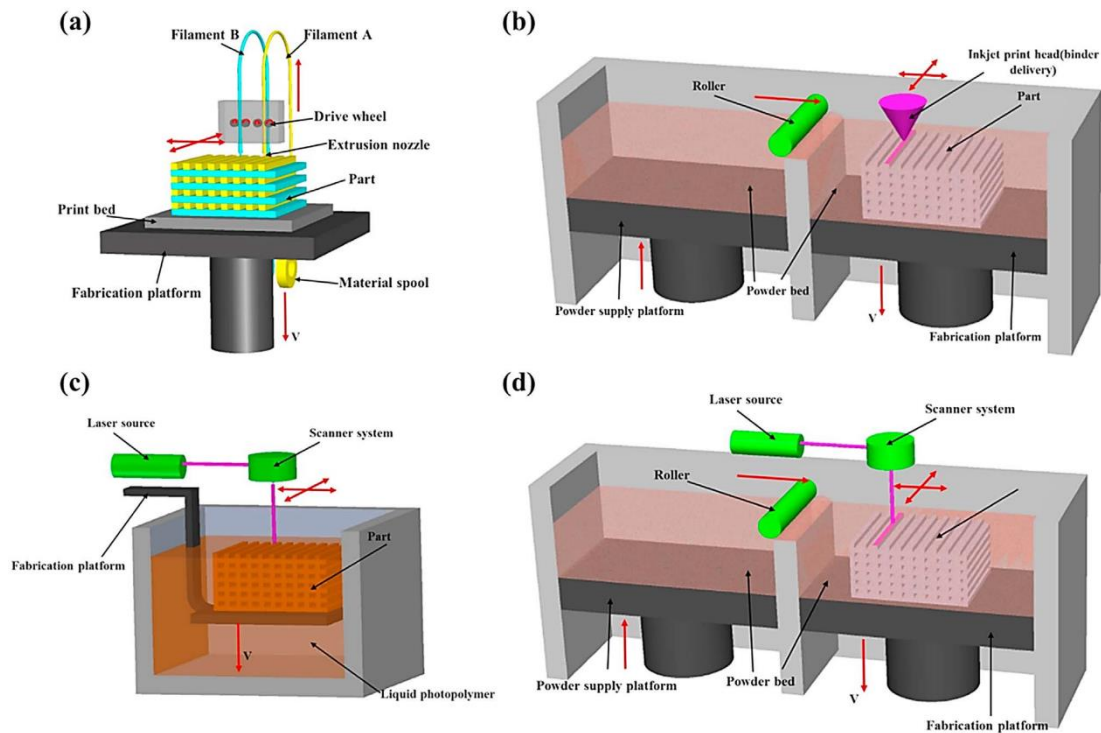 (a)
Filament B
Filament A
Drive wheel
Extrusion nozzle
Part
Print bed
Fabrication platform
Material spool
V
(b)
Inkjet print head(binder
delivery)
Roller
Part
Powder bed
Powder supply platform
V
Fabrication platform
(c)
Laser source
Scanner system
Part
Fabrication platform
V
Liquid photopolymer
(d)
Laser source
Scanner system
Roller
Powder supply platform
Powder bed
V
Fabrication platform